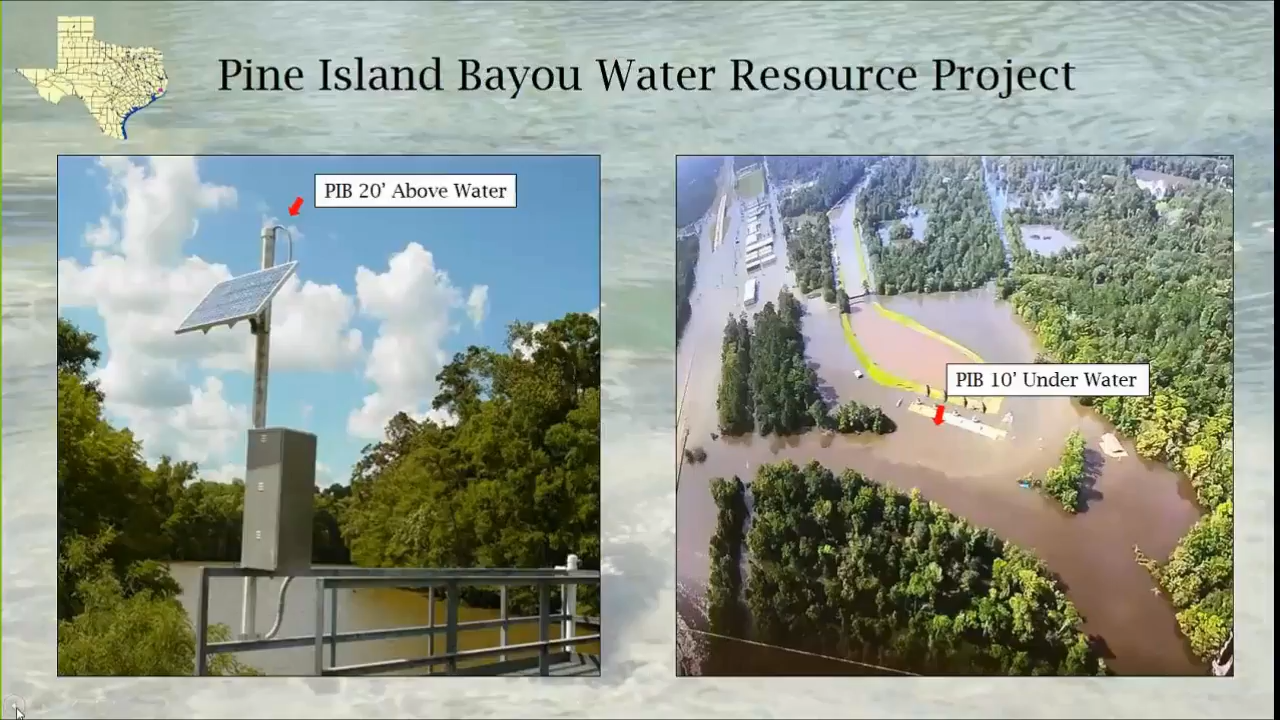 Pine Island Bayou Water Resource Project
PIB 20’ Above Water
PIB 10’ Under Water